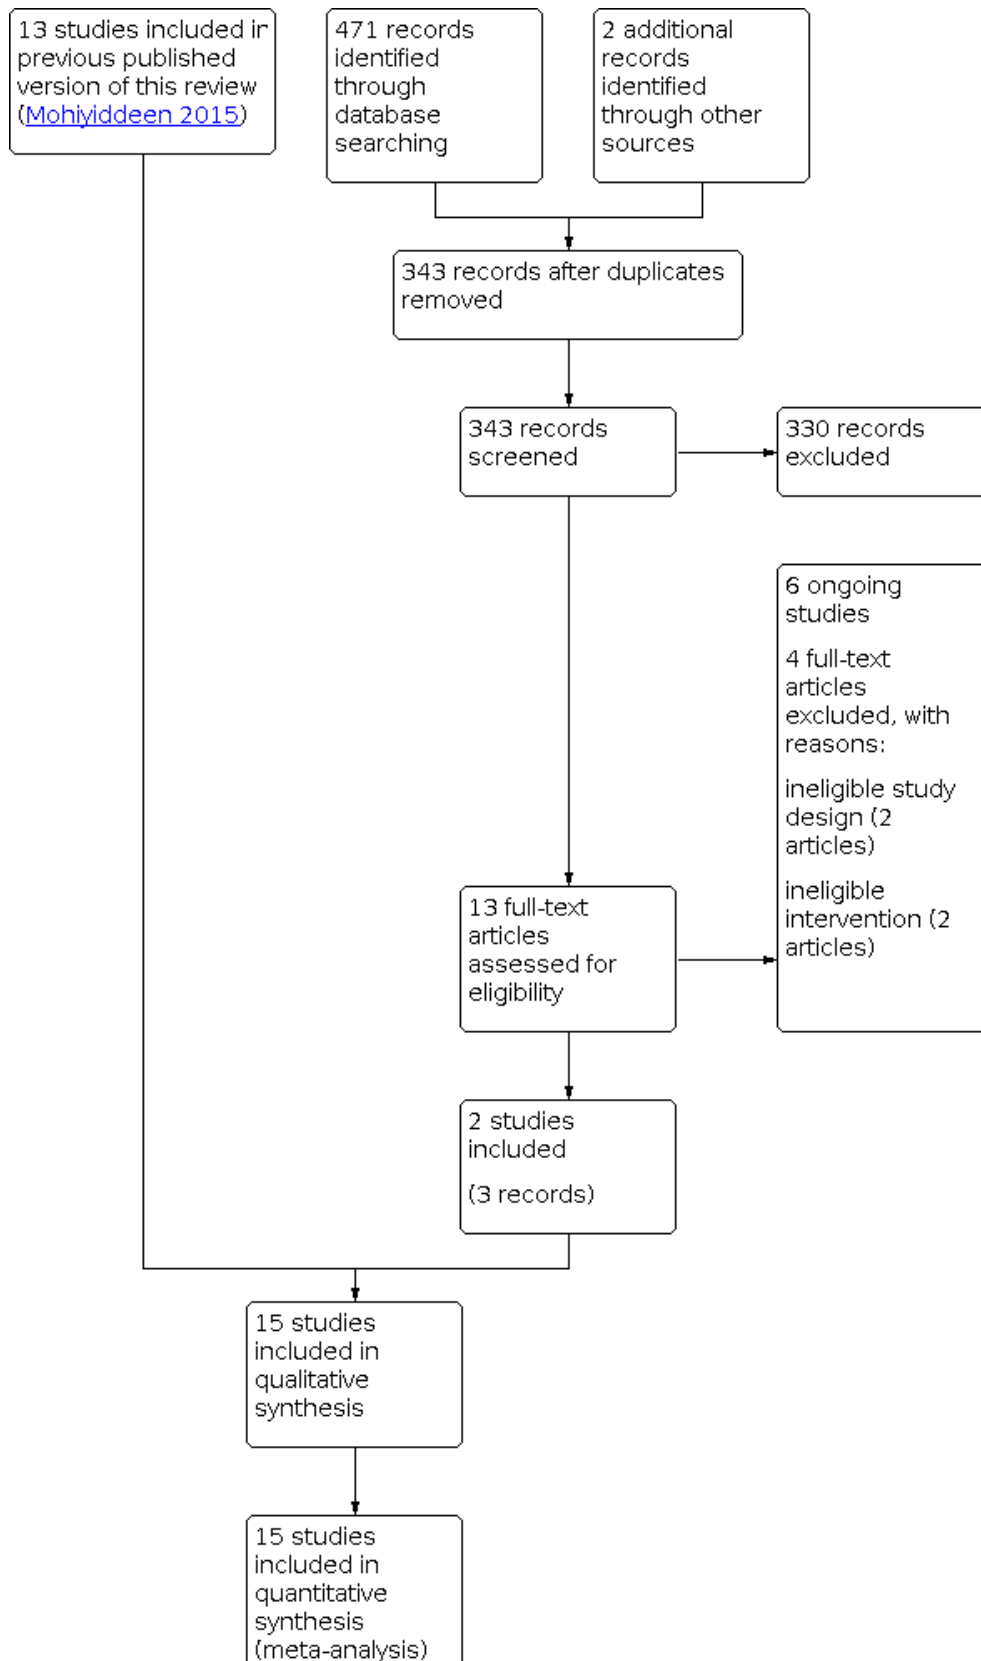 13 studies included in
previous published
version of this review
(Mohiyiddeen 2015)
471 records
identified
through
database
searching
2 additional
records
identified
through other
sources
343 records after duplicates
removed
343 records
screened
330 records
excluded
6 ongoing
studies
4 full-text
articles
excluded, with
reasons:
ineligible study
design (2
articles)
ineligible
intervention (2
articles)
13 full-text
articles
assessed for
eligibility
2 studies
included
(3 records)
15 studies
included in
qualitative
synthesis
15 studies
included in
quantitative
synthesis
(meta-analysis)